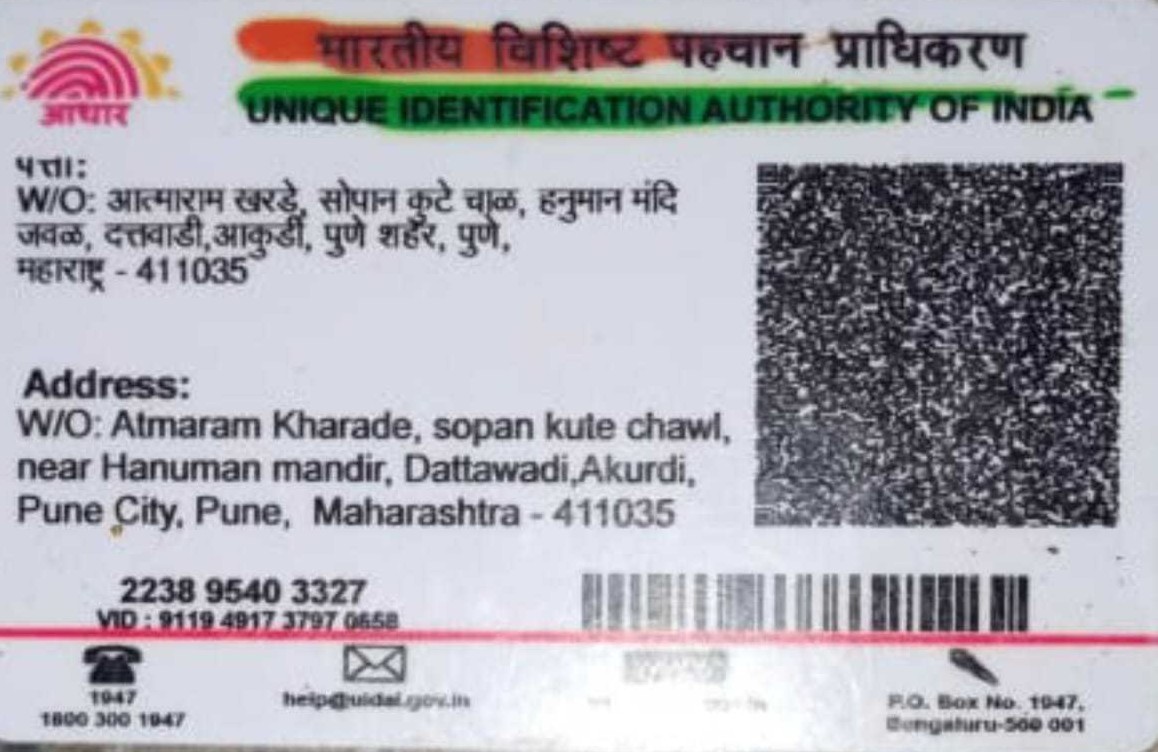 भारतीय विशिष्ट पहचान प्राधिकरण
आधार
UNIQUE IDENTIFICATION AUTHORITY OF INDIA
पत्ता:
W/O: आत्माराम खरडे, सोपान कुटे चाळ, हनुमान मंदि
जवळ, दत्तवाडी,आकुर्डी, पुणे शहर, पुणे,
महाराष्ट्र - 411035
Address:
W/O: Atmaram Kharade, sopan kute chawl,
near Hanuman mandir, Dattawadi,Akurdi,
Pune City, Pune, Maharashtra - 411035
2238 9540 3327
VID : 9119 4917 3797 0658
1947
1800 300 1947
help@uidai.gov.in
P.O. Box No. 1947,
Bengaluru-560 001